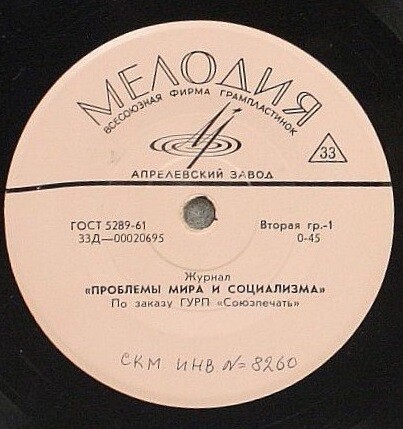 МЕЛОДИЯ
ВСЕСОЮЗНАЯ ФИРМА ГРАМПЛАСТИНОК
33
АПРЕЛЕВСКИЙ ЗАВОД
ГОСТ 5289-61 Вторая гр.-1
33Д—00020695 0-45
Журнал
«ПРОБЛЕМЫ МИРА И СОЦИАЛИЗМА»
По заказу ГУРП «Союзпечать»
СКМ ИНВ N=8260